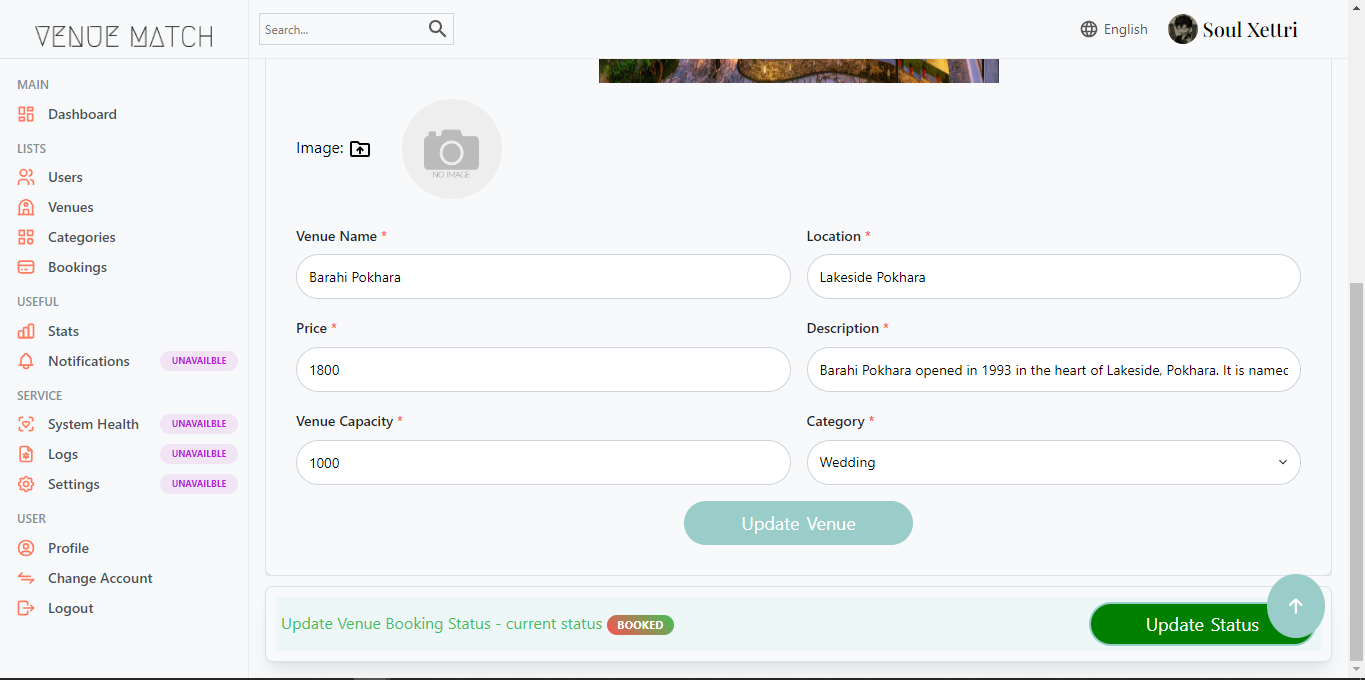 VENUE MATCH
Search...
English
Soul Xettri
MAIN
Dashboard
LISTS
Users
Venues
Categories
Bookings
USEFUL
Stats
Notifications UNAVAILBLE
SERVICE
System Health UNAVAILBLE
Logs UNAVAILBLE
Settings UNAVAILBLE
USER
Profile
Change Account
Logout
Image:
NO IMAGE
Venue Name *
Barahi Pokhara
Location *
Lakeside Pokhara
Price *
1800
Description *
Barahi Pokhara opened in 1993 in the heart of Lakeside, Pokhara. It is named
Venue Capacity *
1000
Category *
Wedding
Update Venue
Update Venue Booking Status - current status BOOKED
Update Status